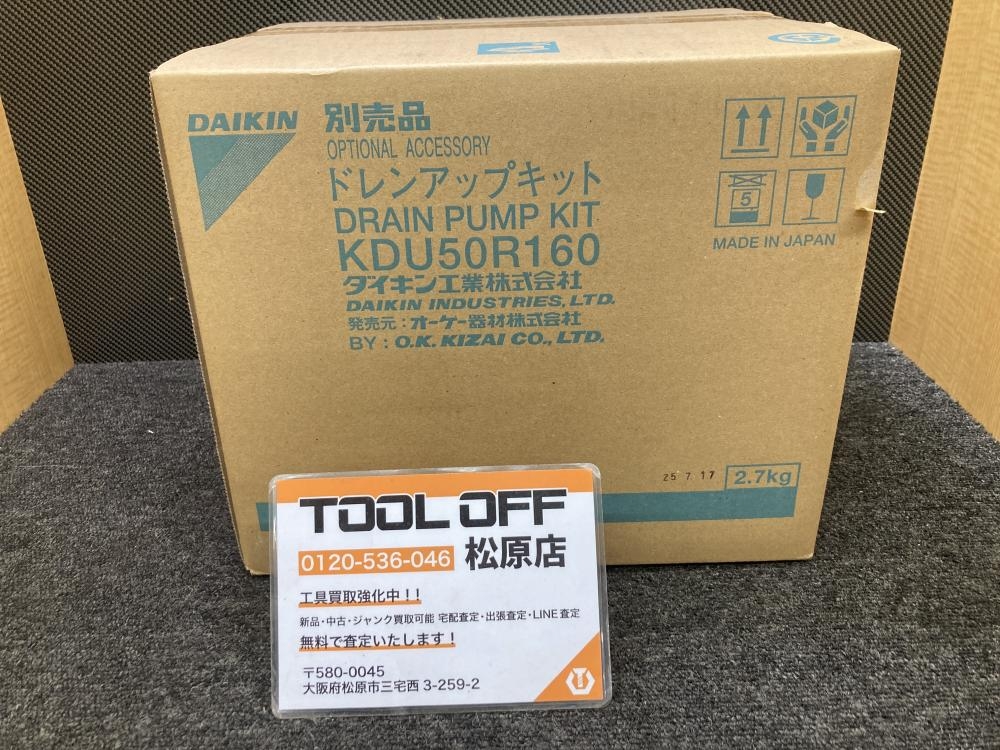 DAIKIN
別売品
OPTIONAL ACCESSORY
ドレンアップキット
DRAIN PUMP KIT
KDU50R160
ダイキン工業株式会社
DAIKIN INDUSTRIES, LTD.
発売元：オーケー器材株式会社
BY : O.K. KIZAI CO., LTD.
5
MADE IN JAPAN
25 7 17
2.7kg
TOOL OFF
0120-536-046 松原店
工具買取強化中！！
新品・中古・ジャンク買取可能 宅配査定・出張査定・LINE査定
無料で査定いたします！
〒580-0045
大阪府松原市三宅西 3-259-2